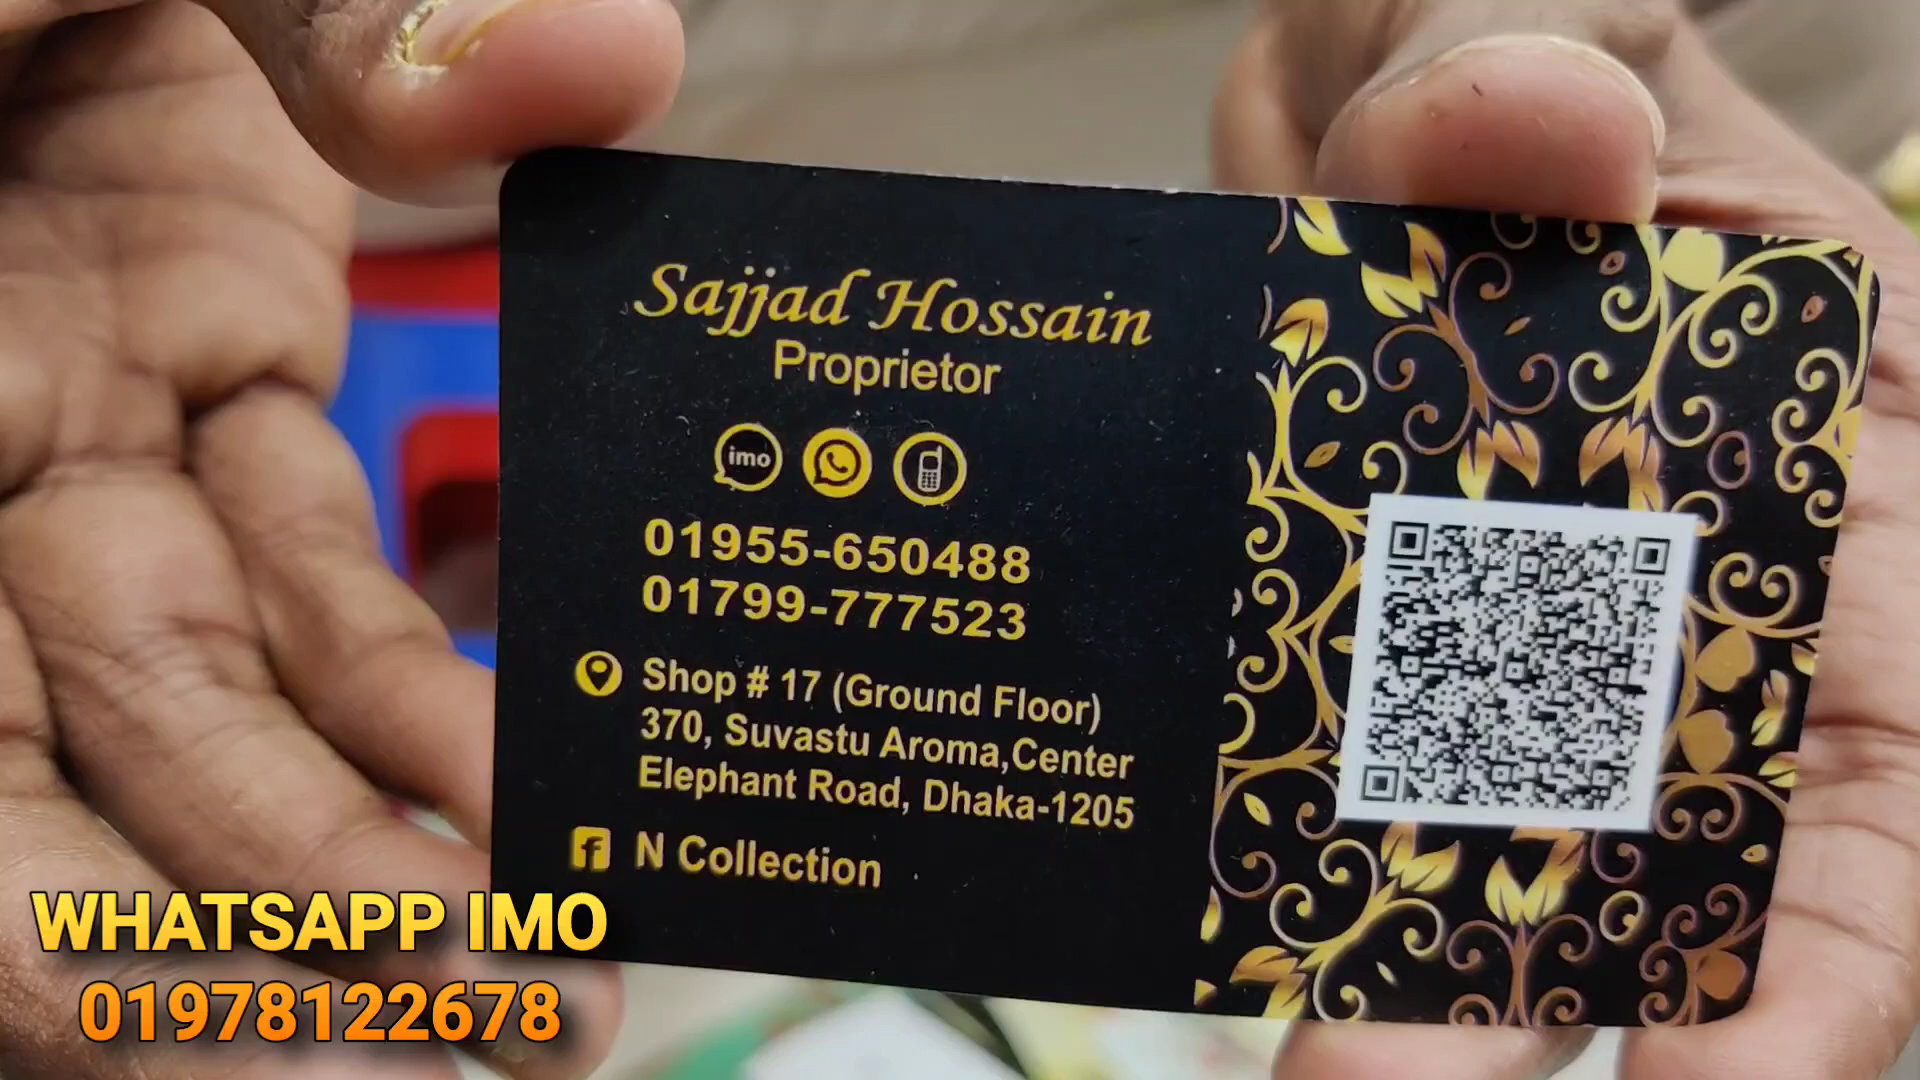 Sajjad Hossain
Proprietor
imo
01955-650488
01799-777523
Shop # 17 (Ground Floor)
370, Suvastu Aroma,Center
Elephant Road, Dhaka-1205
f N Collection
WHATSAPP IMO
01978122678